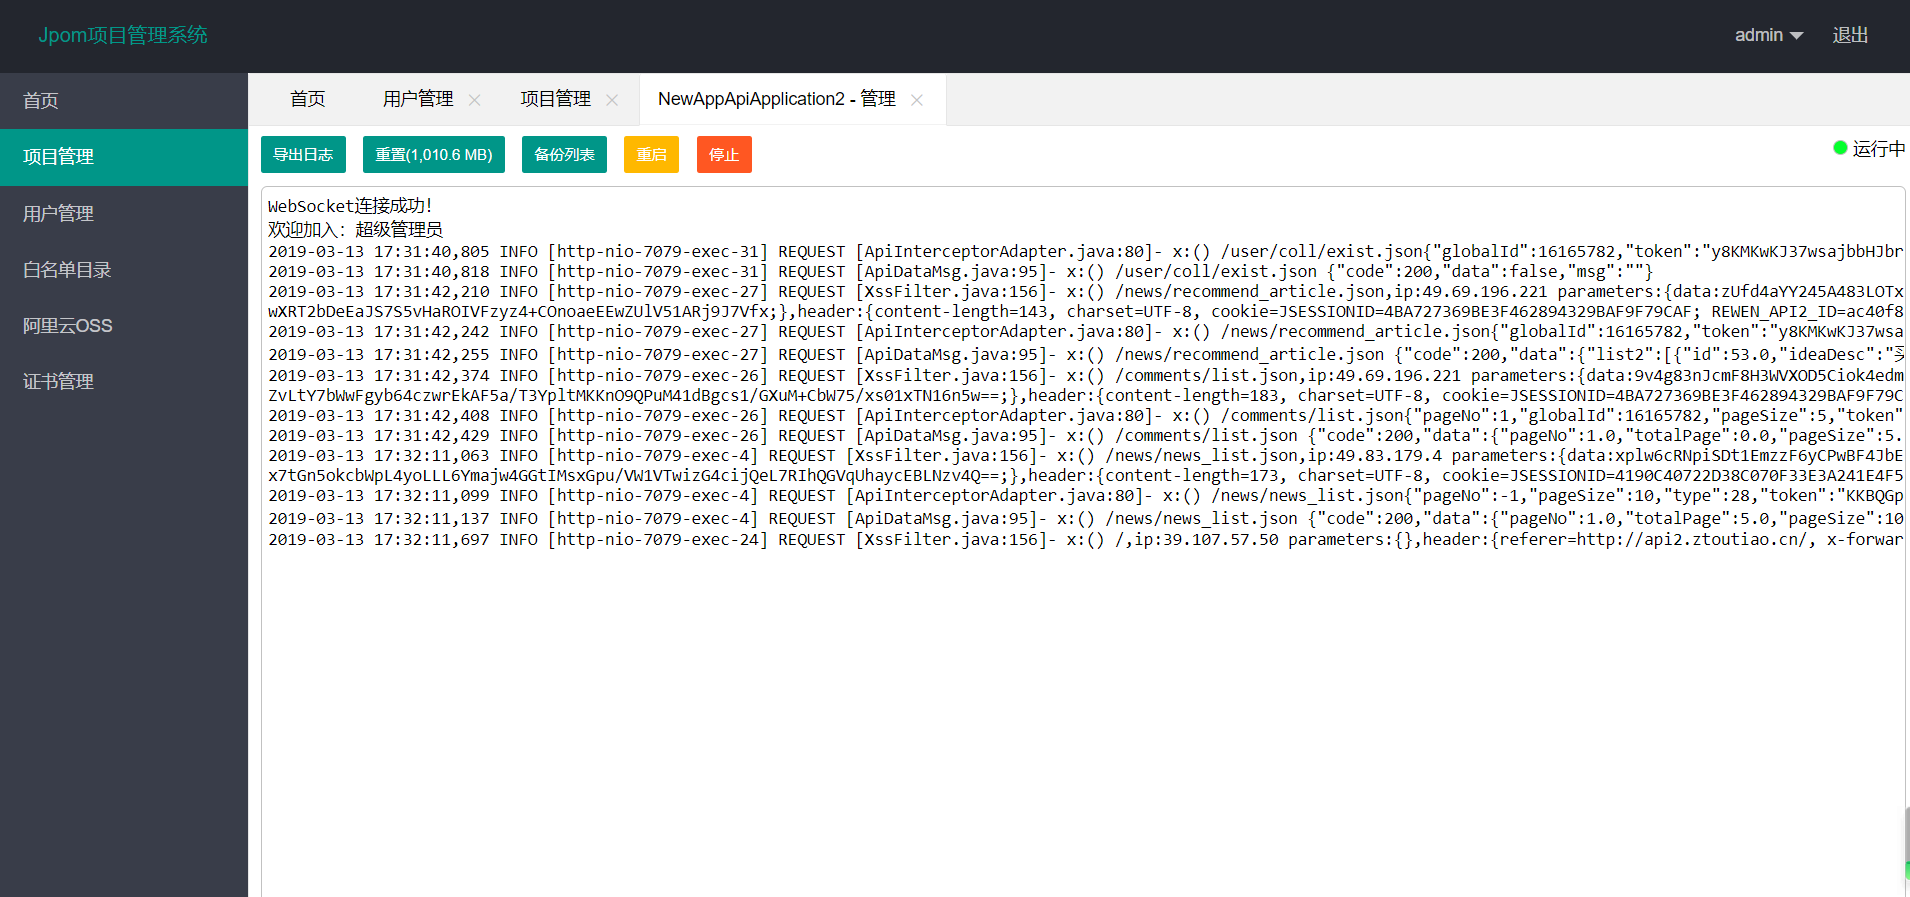 Jpom项目管理系统
admin 退出
首页
项目管理
用户管理
白名单目录
阿里云OSS
证书管理
首页 用户管理 项目管理 NewAppApiApplication2 - 管理
导出日志 重置(1,010.6 MB) 备份列表 重启 停止 运行中
WebSocket连接成功!
欢迎加入: 超级管理员
2019-03-13 17:31:40,805 INFO [http-nio-7079-exec-31] REQUEST [ApiInterceptorAdapter.java:80]- x:() /user/coll/exist.json{"globalId":16165782,"token":"y8KMKwKJ37wsajbbHJbr
2019-03-13 17:31:40,818 INFO [http-nio-7079-exec-31] REQUEST [ApiDataMsg.java:95]- x:() /user/coll/exist.json {"code":200,"data":false,"msg":""}
2019-03-13 17:31:42,210 INFO [http-nio-7079-exec-27] REQUEST [XssFilter.java:156]- x:() /news/recommend_article.json,ip:49.69.196.221 parameters:{data:zUfd4aYY245A483LOTx
wXRT2bDeEaJS7S5vHaROIVFzyz4+COnoaeEEwZUlV51ARj9J7Vfx;},header:{content-length=143, charset=UTF-8, cookie=JSESSIONID=4BA727369BE3F462894329BAF9F79CAF; REWEN_API2_ID=ac40f8
2019-03-13 17:31:42,242 INFO [http-nio-7079-exec-27] REQUEST [ApiInterceptorAdapter.java:80]- x:() /news/recommend_article.json{"globalId":16165782,"token":"y8KMKwKJ37wsa
2019-03-13 17:31:42,255 INFO [http-nio-7079-exec-27] REQUEST [ApiDataMsg.java:95]- x:() /news/recommend_article.json {"code":200,"data":{"list2":[{"id":53.0,"ideaDesc":"
2019-03-13 17:31:42,374 INFO [http-nio-7079-exec-26] REQUEST [XssFilter.java:156]- x:() /comments/list.json,ip:49.69.196.221 parameters:{data:9v4g83nJcmF8H3WVXOD5Ciok4edm
ZvLtY7bWwFgyb64czwrEkAF5a/T3YpltMKKnO9QPuM41dBgcs1/GXuM+CbW75/xs01xTN16n5w==;},header:{content-length=183, charset=UTF-8, cookie=JSESSIONID=4BA727369BE3F462894329BAF9F79C
2019-03-13 17:31:42,408 INFO [http-nio-7079-exec-26] REQUEST [ApiInterceptorAdapter.java:80]- x:() /comments/list.json{"pageNo":1,"globalId":16165782,"pageSize":5,"token"
2019-03-13 17:31:42,429 INFO [http-nio-7079-exec-26] REQUEST [ApiDataMsg.java:95]- x:() /comments/list.json {"code":200,"data":{"pageNo":1.0,"totalPage":0.0,"pageSize":5.
2019-03-13 17:32:11,063 INFO [http-nio-7079-exec-4] REQUEST [XssFilter.java:156]- x:() /news/news_list.json,ip:49.83.179.4 parameters:{data:xplw6cRNpiSDt1EmzzF6yCPwBF4JbE
x7tGn5okcbWpL4yoLLL6Ymajw4GGtIMsxGpu/VW1VTwizG4cijQeL7RIhQGVqUhaycEBLNzv4Q==;},header:{content-length=173, charset=UTF-8, cookie=JSESSIONID=4190C40722D38C070F33E3A241E4F5
2019-03-13 17:32:11,099 INFO [http-nio-7079-exec-4] REQUEST [ApiInterceptorAdapter.java:80]- x:() /news/news_list.json{"pageNo":-1,"pageSize":10,"type":28,"token":"KKBQGp
2019-03-13 17:32:11,137 INFO [http-nio-7079-exec-4] REQUEST [ApiDataMsg.java:95]- x:() /news/news_list.json {"code":200,"data":{"pageNo":1.0,"totalPage":5.0,"pageSize":10
2019-03-13 17:32:11,697 INFO [http-nio-7079-exec-24] REQUEST [XssFilter.java:156]- x:() /,ip:39.107.57.50 parameters:{},header:{referer=http://api2.ztoutiao.cn/, x-forwar